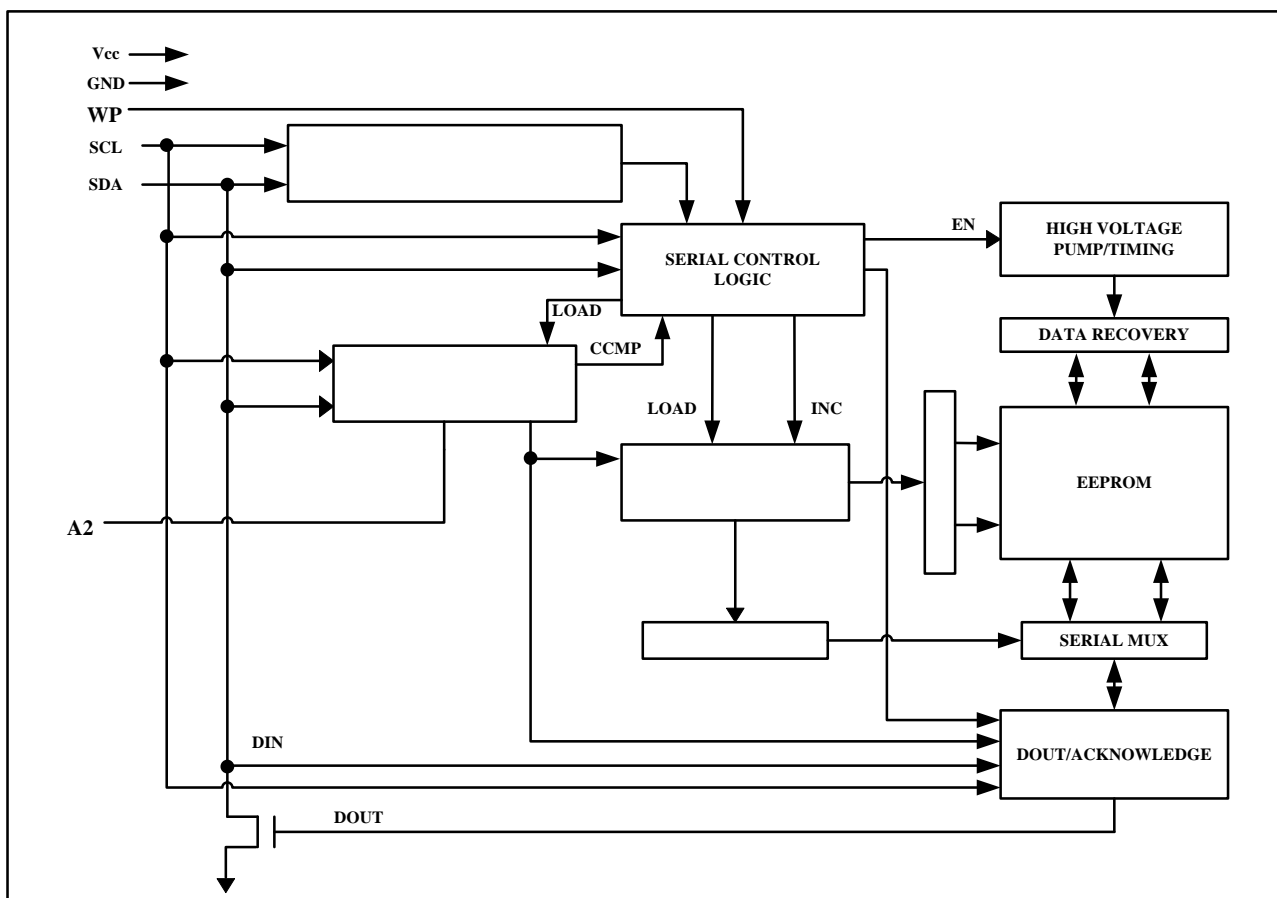 Vcc
GND
WP
SCL
SDA
EN
HIGH VOLTAGE
PUMP/TIMING
SERIAL CONTROL
LOGIC
LOAD
DATA RECOVERY
CCMP
LOAD
INC
EEPROM
A2
SERIAL MUX
DIN
DOUT/ACKNOWLEDGE
DOUT